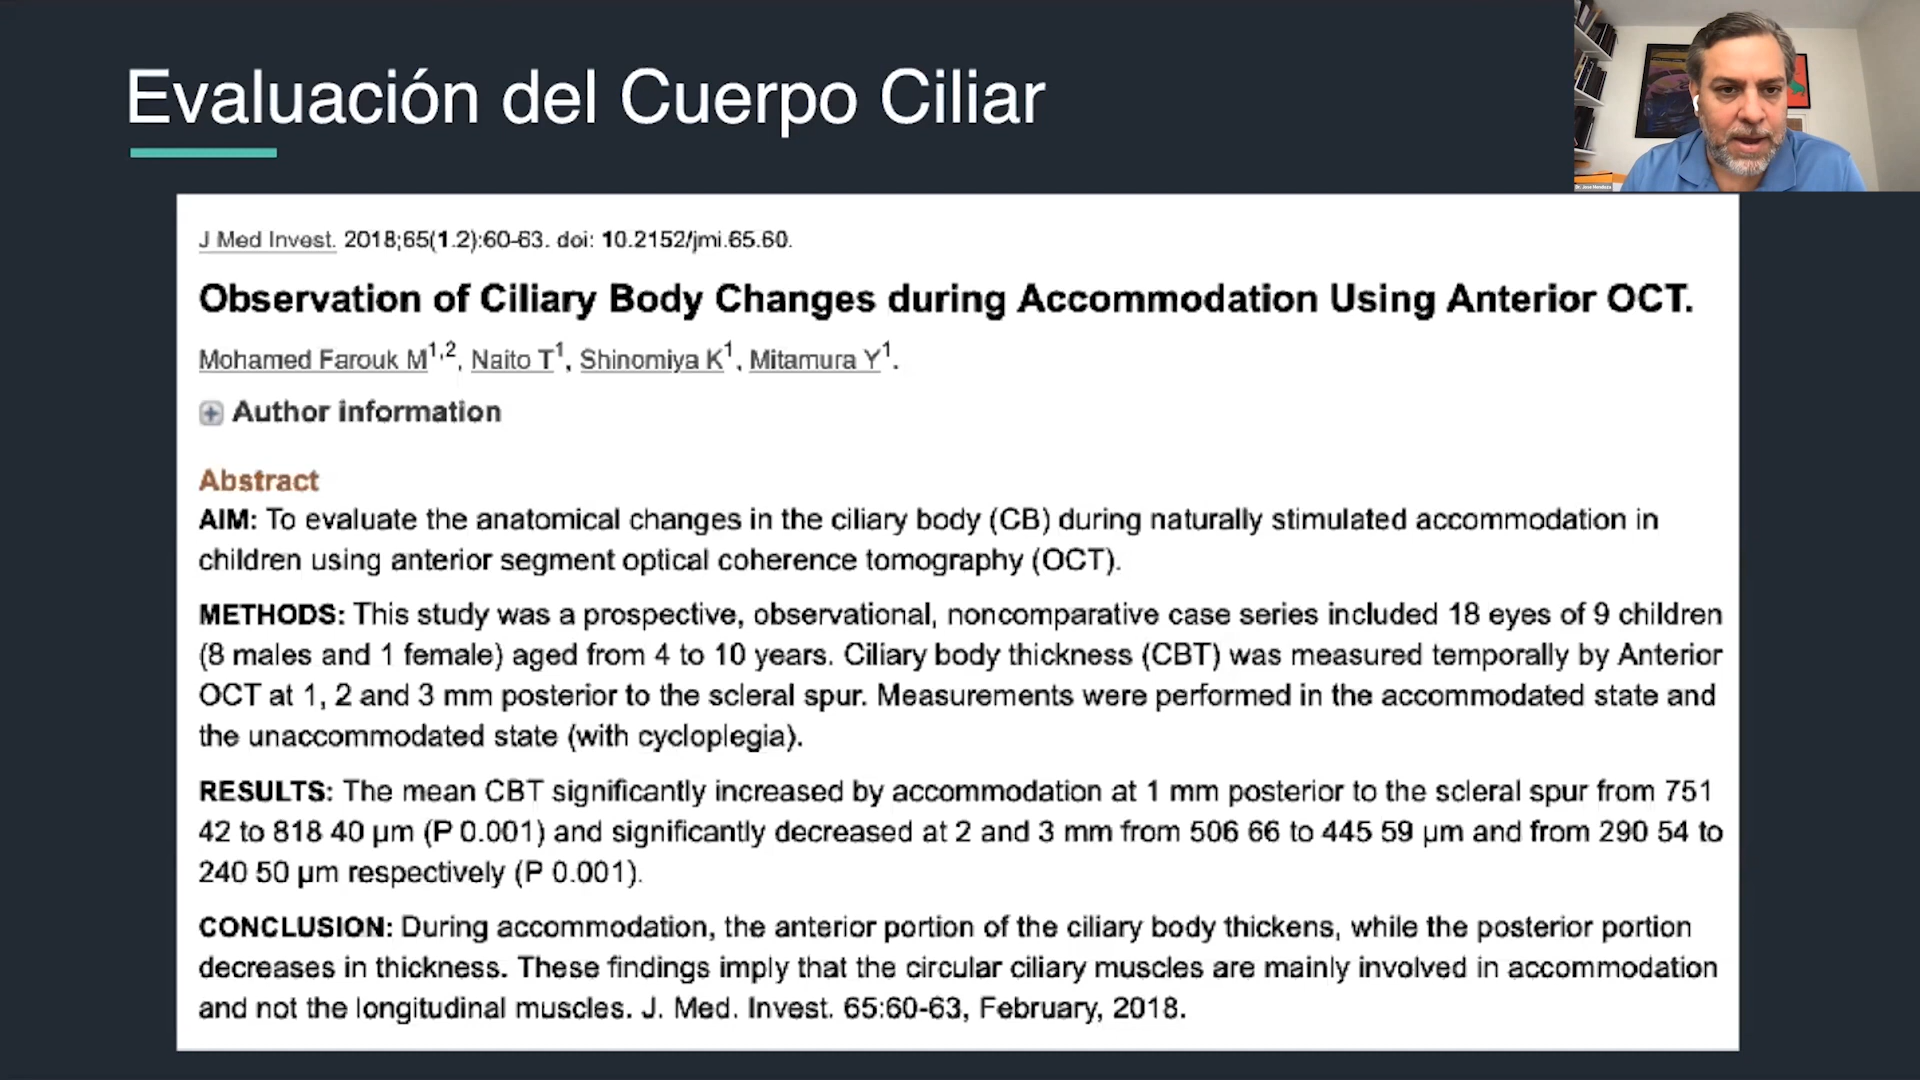 Evaluación del Cuerpo Ciliar
J Med Invest. 2018;65(1.2):60-63. doi: 10.2152/jmi.65.60.
Observation of Ciliary Body Changes during Accommodation Using Anterior OCT.
Mohamed Farouk M1,2, Naito T1, Shinomiya K1, Mitamura Y1.
Author information
Abstract
AIM: To evaluate the anatomical changes in the ciliary body (CB) during naturally stimulated accommodation in
children using anterior segment optical coherence tomography (OCT).
METHODS: This study was a prospective, observational, noncomparative case series included 18 eyes of 9 children
(8 males and 1 female) aged from 4 to 10 years. Ciliary body thickness (CBT) was measured temporally by Anterior
OCT at 1, 2 and 3 mm posterior to the scleral spur. Measurements were performed in the accommodated state and
the unaccommodated state (with cycloplegia).
RESULTS: The mean CBT significantly increased by accommodation at 1 mm posterior to the scleral spur from 751
42 to 818 40 μm (P 0.001) and significantly decreased at 2 and 3 mm from 506 66 to 445 59 μm and from 290 54 to
240 50 μm respectively (P 0.001).
CONCLUSION: During accommodation, the anterior portion of the ciliary body thickens, while the posterior portion
decreases in thickness. These findings imply that the circular ciliary muscles are mainly involved in accommodation
and not the longitudinal muscles. J. Med. Invest. 65:60-63, February, 2018.
Dr. Jose Mendoza